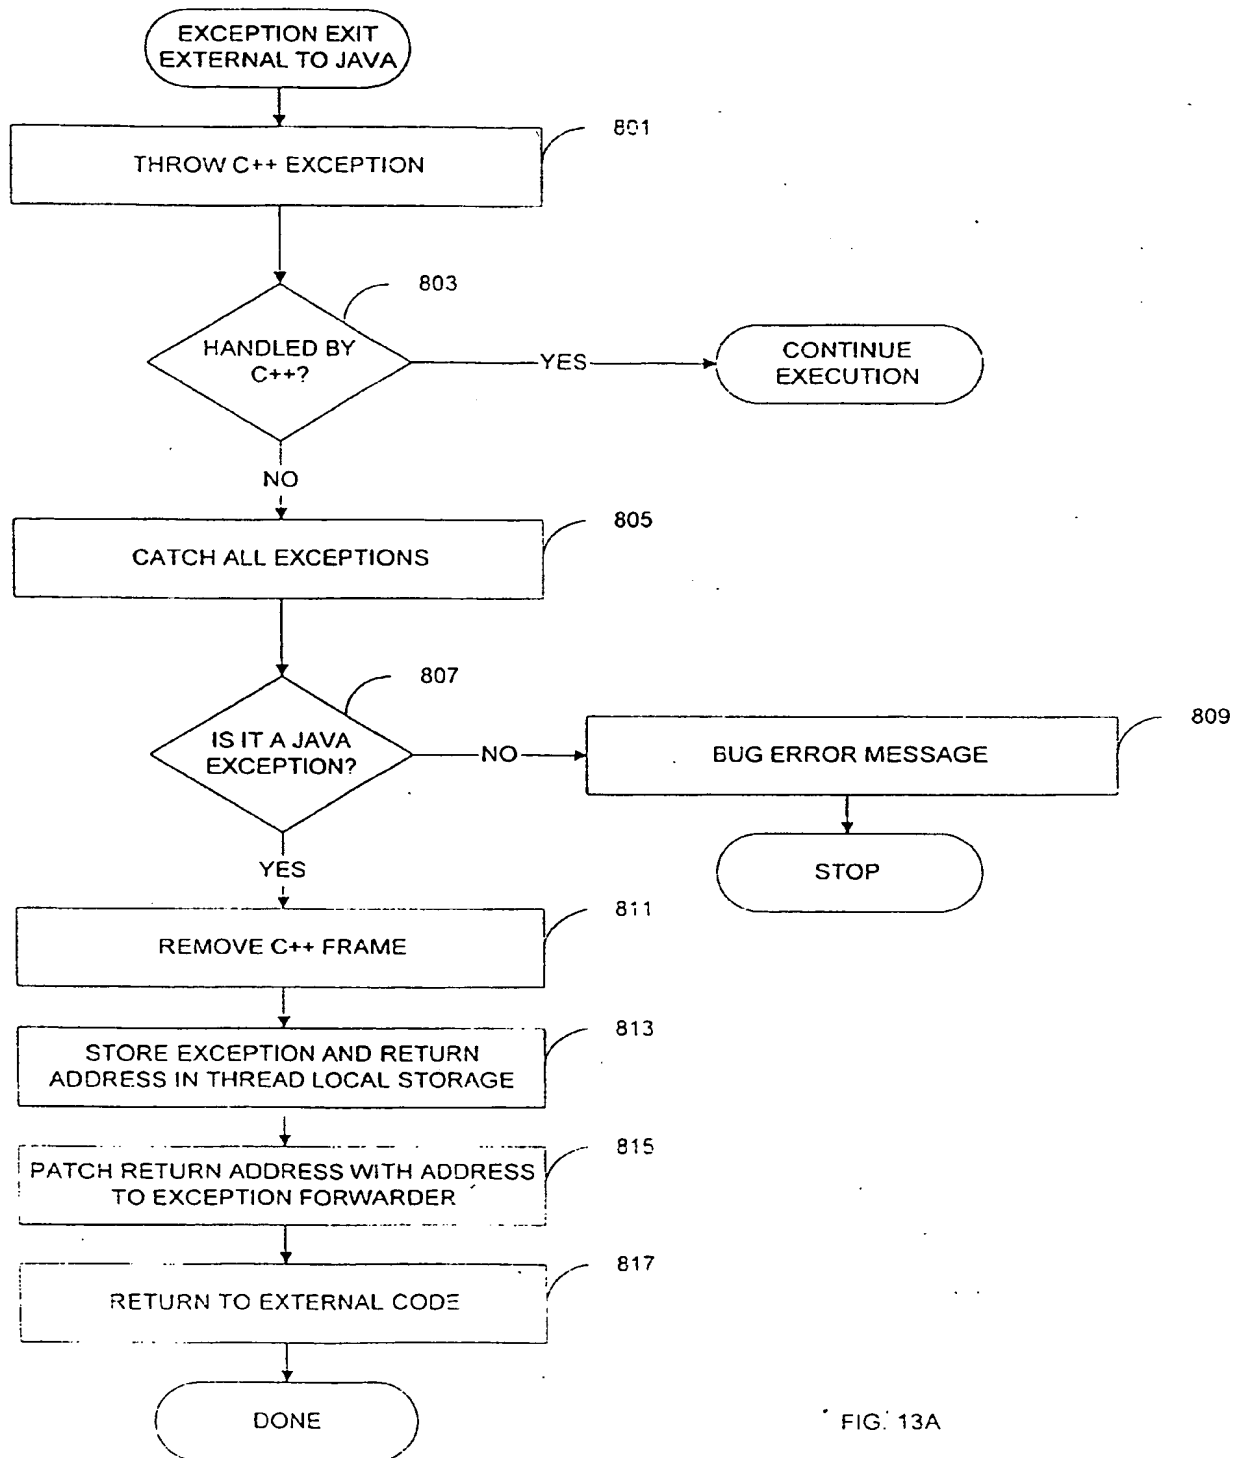 EXCEPTION EXIT
EXTERNAL TO JAVA
801
THROW C++ EXCEPTION
803
HANDLED BY
C++?
YES
CONTINUE
EXECUTION
NO
805
CATCH ALL EXCEPTIONS
807
IS IT A JAVA
EXCEPTION?
NO
809
BUG ERROR MESSAGE
STOP
YES
811
REMOVE C++ FRAME
813
STORE EXCEPTION AND RETURN
ADDRESS IN THREAD LOCAL STORAGE
815
PATCH RETURN ADDRESS WITH ADDRESS
TO EXCEPTION FORWARDER
817
RETURN TO EXTERNAL CODE
DONE
FIG. 13A